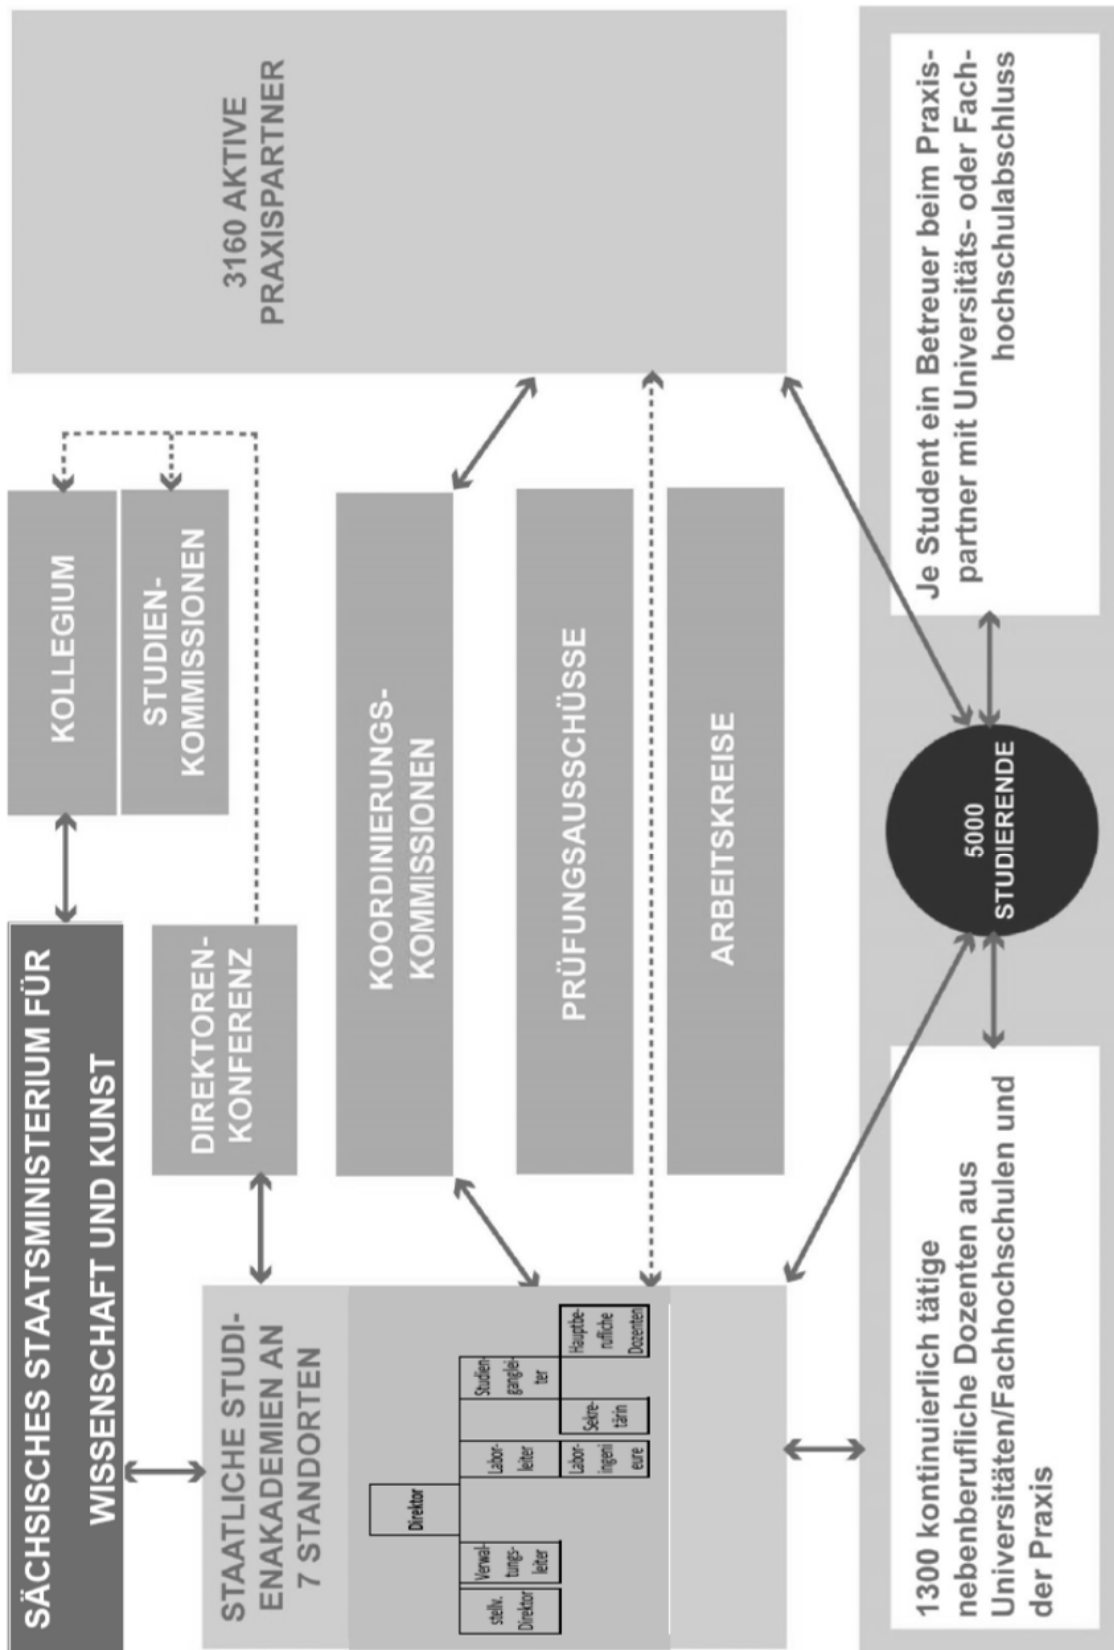 SÄCHSISCHES STAATSMINISTERIUM FÜR
WISSENSCHAFT UND KUNST
KOLLEGIUM
STUDIEN-
KOMMISSIONEN
DIREKTOREN-
KONFERENZ
3160 AKTIVE
PRAXISPARTNER
STAATLICHE STUDI-
ENAKADEMIEN AN
7 STANDORTEN
Direktor
stellv.
Direktor
Verwal-
tungs-
leiter
Labor-
leiter
Studien-
ganglei-
ter
Labor-
ingeni
eure
Sekre-
tärin
Hauptbe-
rufliche
Dozenten
KOORDINIERUNGS-
KOMMISSIONEN
PRÜFUNGSAUSSCHÜSSE
ARBEITSKREISE
1300 kontinuierlich tätige
nebenberufliche Dozenten aus
Universitäten/Fachhochschulen und
der Praxis
5000
STUDIERENDE
Je Student ein Betreuer beim Praxis-
partner mit Universitäts- oder Fach-
hochschulabschluss